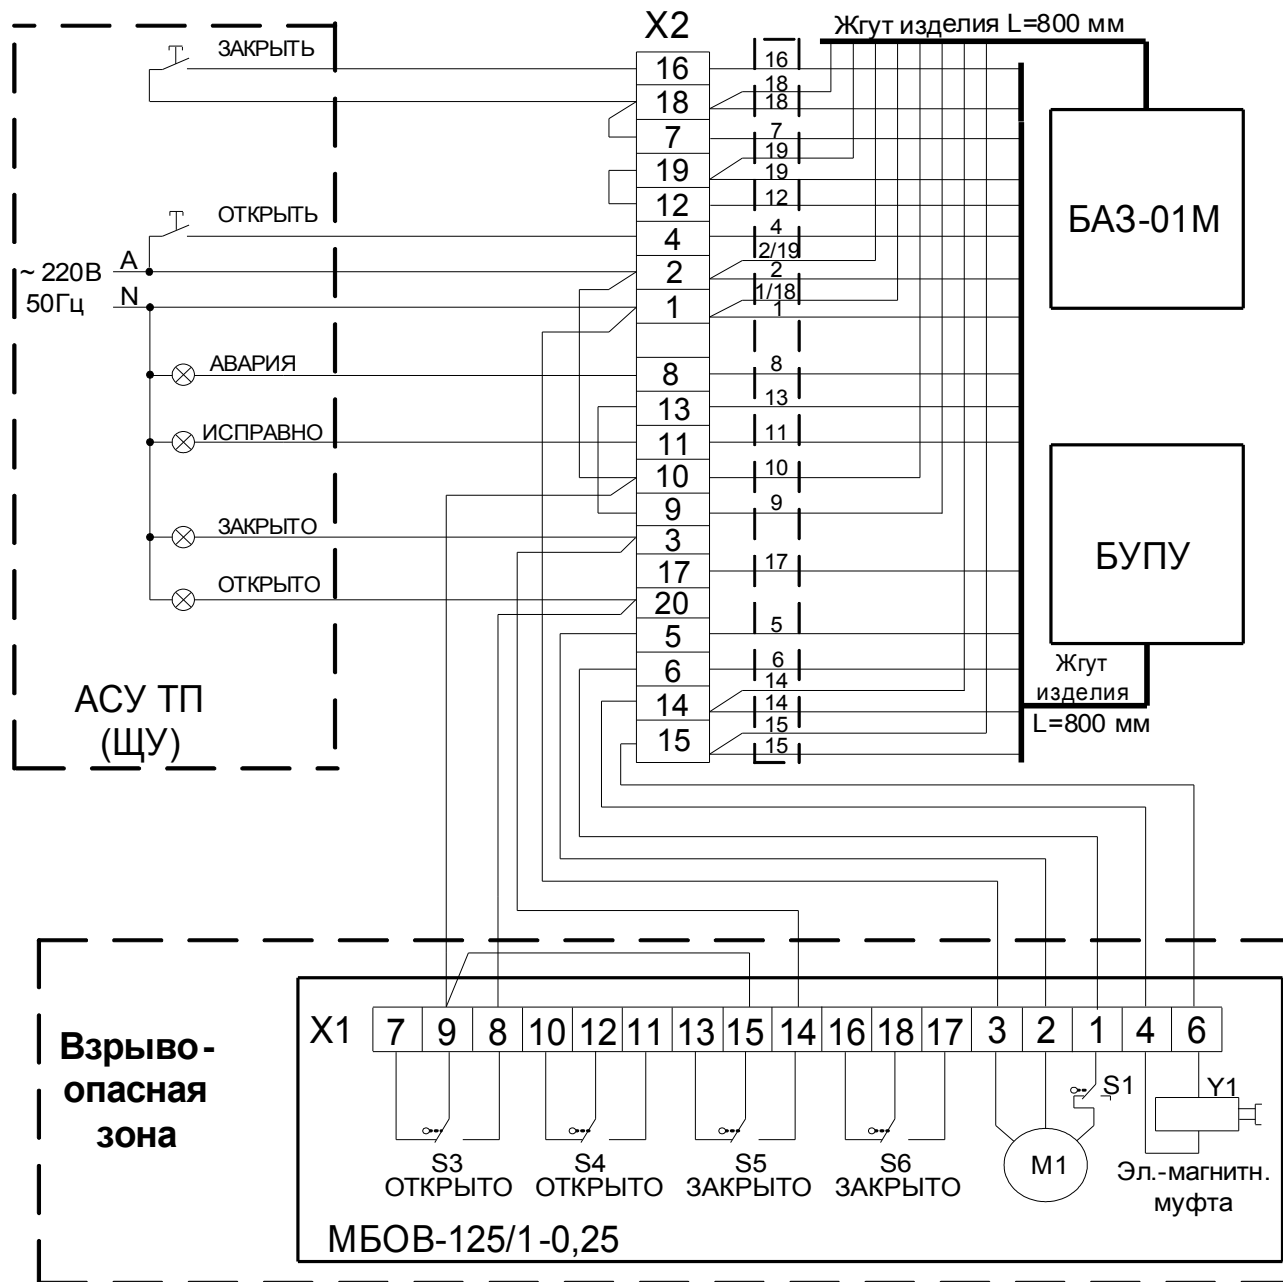 X2
Жгут изделия L=800 мм
ЗАКРЫТЬ
16
16
18
18
18
7
7
19
19
19
12
12
БАЗ-01М
ОТКРЫТЬ
4
4
2/19
~ 220В
A
2
2
50Гц
N
1/18
1
1
АВАРИЯ
8
8
13
13
ИСПРАВНО
11
11
10
10
9
9
ЗАКРЫТО
3
БУПУ
17
17
ОТКРЫТО
20
5
5
6
6
Жгут
изделия
L=800 мм
14
14
14
15
15
15
АСУ ТП
(ЩУ)
Взрыво-
опасная
зона
X1
7 9 8 10 12 11 13 15 14 16 18 17 3 2 1 4 6
S1
Y1
S3
ОТКРЫТО
S4
ОТКРЫТО
S5
ЗАКРЫТО
S6
ЗАКРЫТО
М1
Эл.-магнитн.
муфта
МБОВ-125/1-0,25